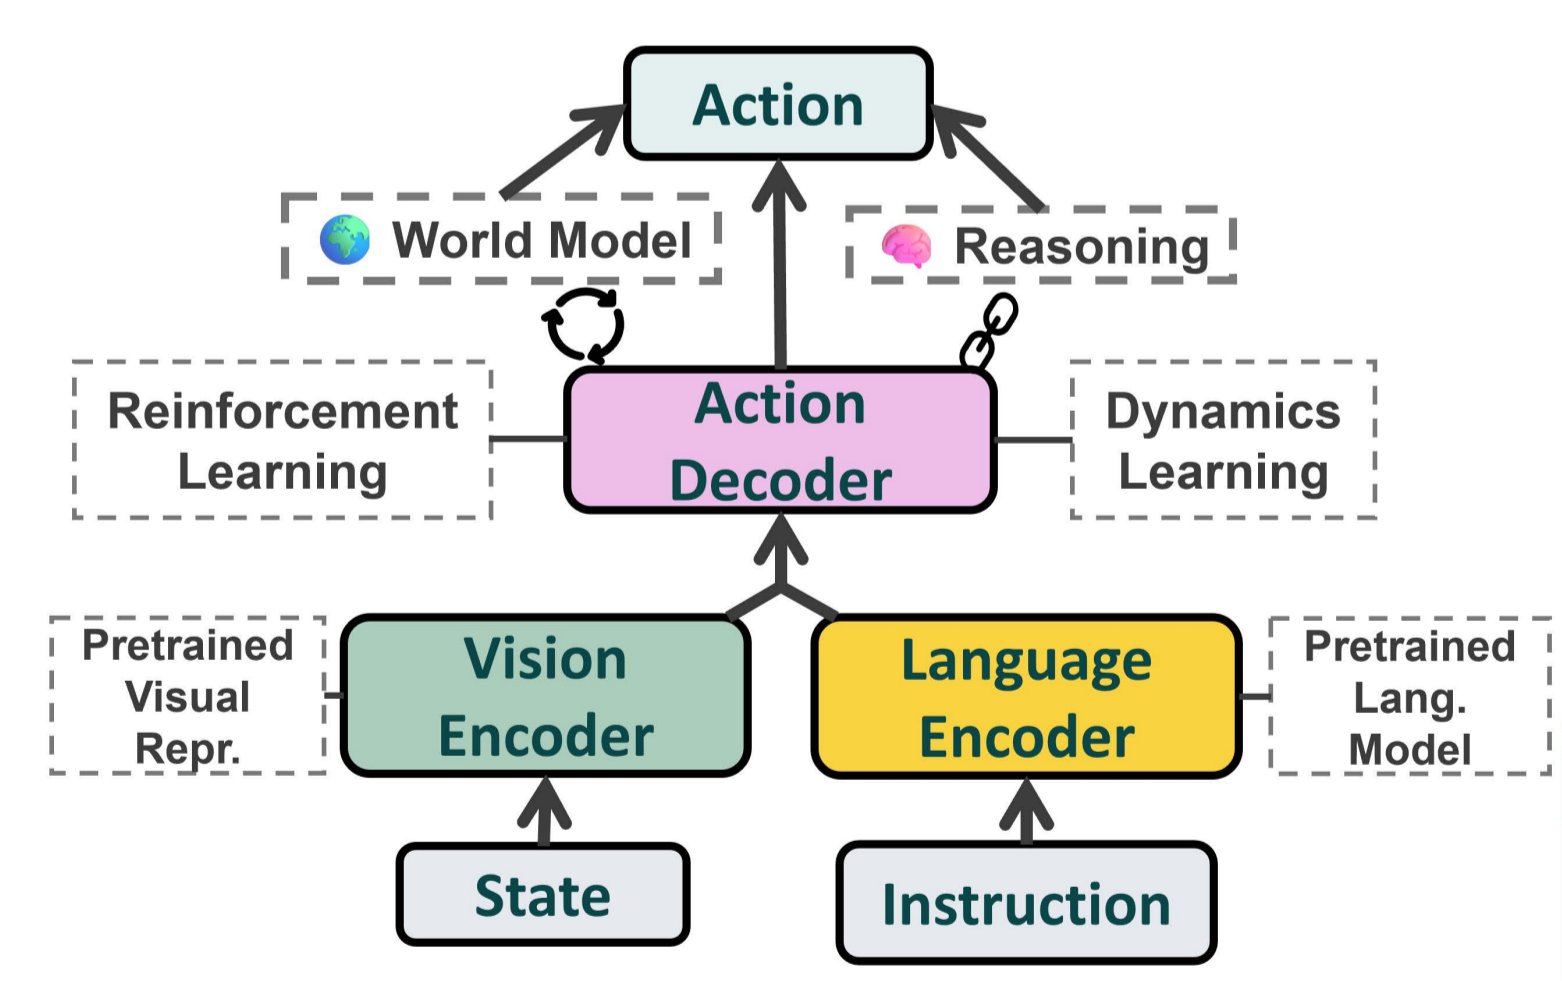 Action
World Model
Reasoning
Reinforcement
Learning
Action
Decoder
Dynamics
Learning
Pretrained
Visual
Repr.
Vision
Encoder
Language
Encoder
Pretrained
Lang.
Model
State
Instruction